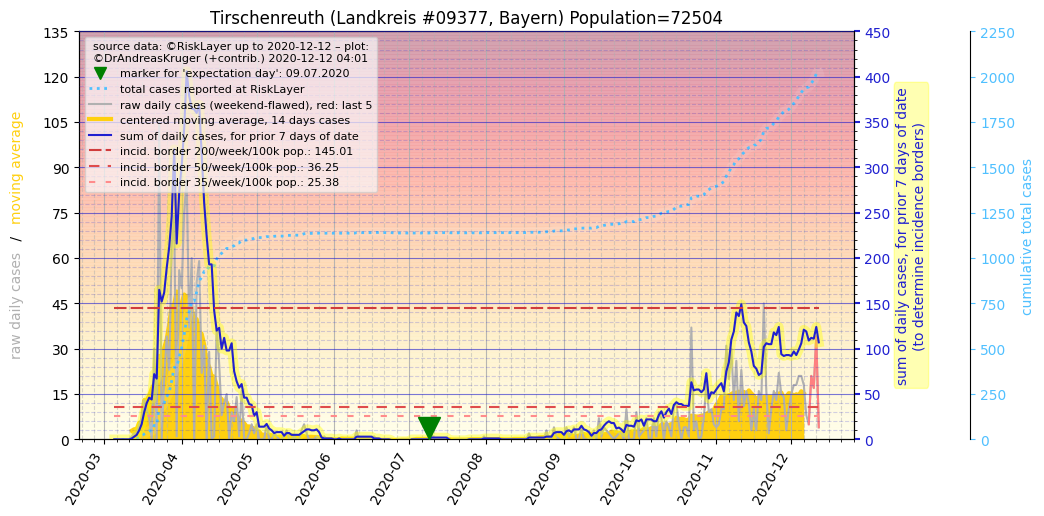 Tirschenreuth (Landkreis #09377, Bayern) Population=72504
source data: ©RiskLayer up to 2020-12-12 – plot:
©DrAndreasKruger (+contrib.) 2020-12-12 04:01
marker for 'expectation day': 09.07.2020
total cases reported at RiskLayer
raw daily cases (weekend-flawed), red: last 5
centered moving average, 14 days cases
sum of daily cases, for prior 7 days of date
incid. border 200/week/100k pop.: 145.01
incid. border 50/week/100k pop.: 36.25
incid. border 35/week/100k pop.: 25.38
raw daily cases / moving average
135
120
105
90
75
60
45
30
15
0
450
400
350
300
250
200
150
100
50
0
sum of daily cases, for prior 7 days of date
(to determine incidence borders)
2250
2000
1750
1500
1250
1000
750
500
250
0
cumulative total cases
2020-03
2020-04
2020-05
2020-06
2020-07
2020-08
2020-09
2020-10
2020-11
2020-12